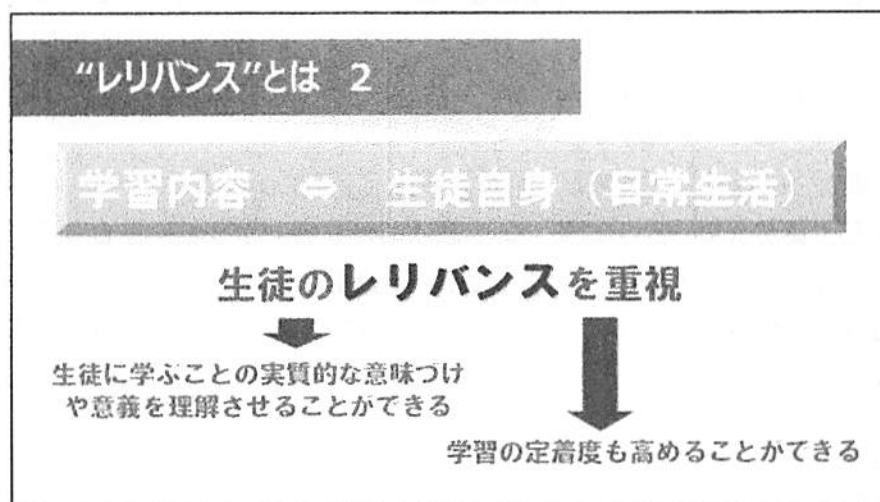 “レリバンス”とは 2
学習内容 ⇔ 生徒自身（日常生活）
生徒のレリバンスを重視
生徒に学ぶことの実質的な意味づけ
や意義を理解させることができる
学習の定着度も高めることができる